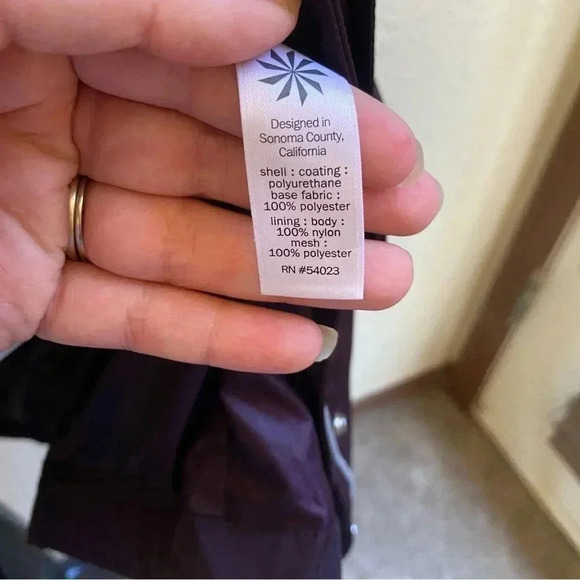 Designed in
Sonoma County,
California
shell : coating :
polyurethane
base fabric :
100% polyester
lining : body :
100% nylon
mesh :
100% polyester
RN #54023